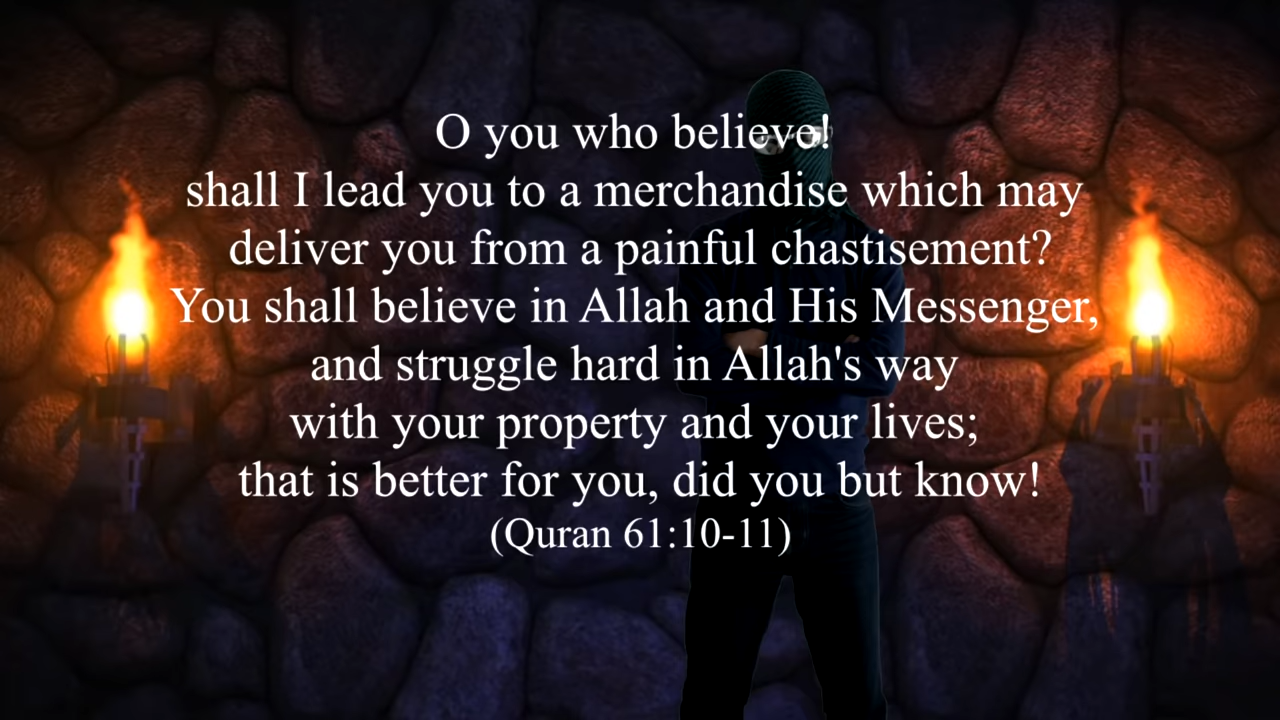 O you who believe!
shall I lead you to a merchandise which may
deliver you from a painful chastisement?
You shall believe in Allah and His Messenger,
and struggle hard in Allah's way
with your property and your lives;
that is better for you, did you but know!
(Quran 61:10-11)